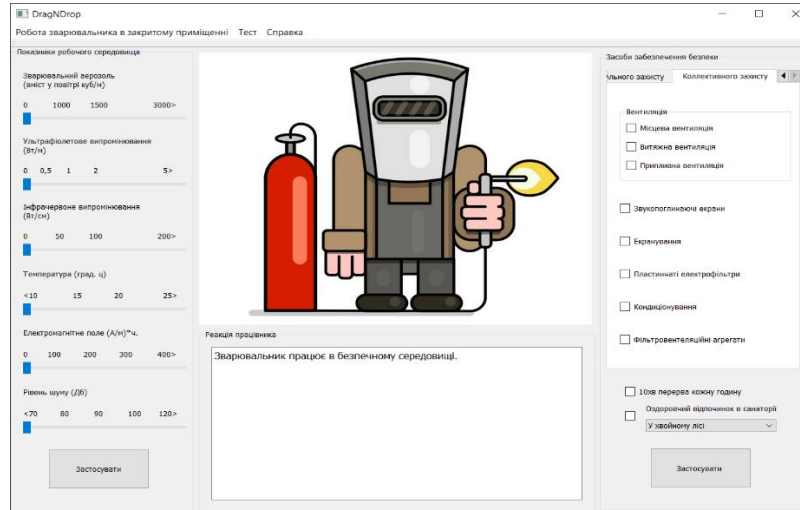 DragNDrop
Робота зварювальника в закритому приміщенні Тест Справка
Показники робочого середовища
Зварювальний аерозоль
(вміст у повітрі куб/м)
0 1000 1500 3000>
Ультрафіолетове випромінювання
(Вт/м)
0 0,5 1 2 5>
Інфрачервоне випромінювання
(Вт/см)
0 50 100 200>
Температура (град. ц)
<10 15 20 25>
Електромагнітне поле (А/м)*ч.
0 100 200 300 400>
Рівень шуму (Дб)
<70 80 90 100 120>
Застосувати
Реакція працівника
Зварювальник працює в безпечному середовищі.
Засоби забезпечення безпеки
ального захисту Коллективного захисту
Вентиляція
Місцева вентиляція
Витяжна вентиляція
Припливна вентиляція
Звукопоглинаючі екрани
Екранування
Пластинчаті електрофільтри
Кондиціонування
Фільтровентеляційні агрегати
10хв перерва кожну годину
Оздоровчий відпочинок в санаторії
У хвойному лісі
Застосувати